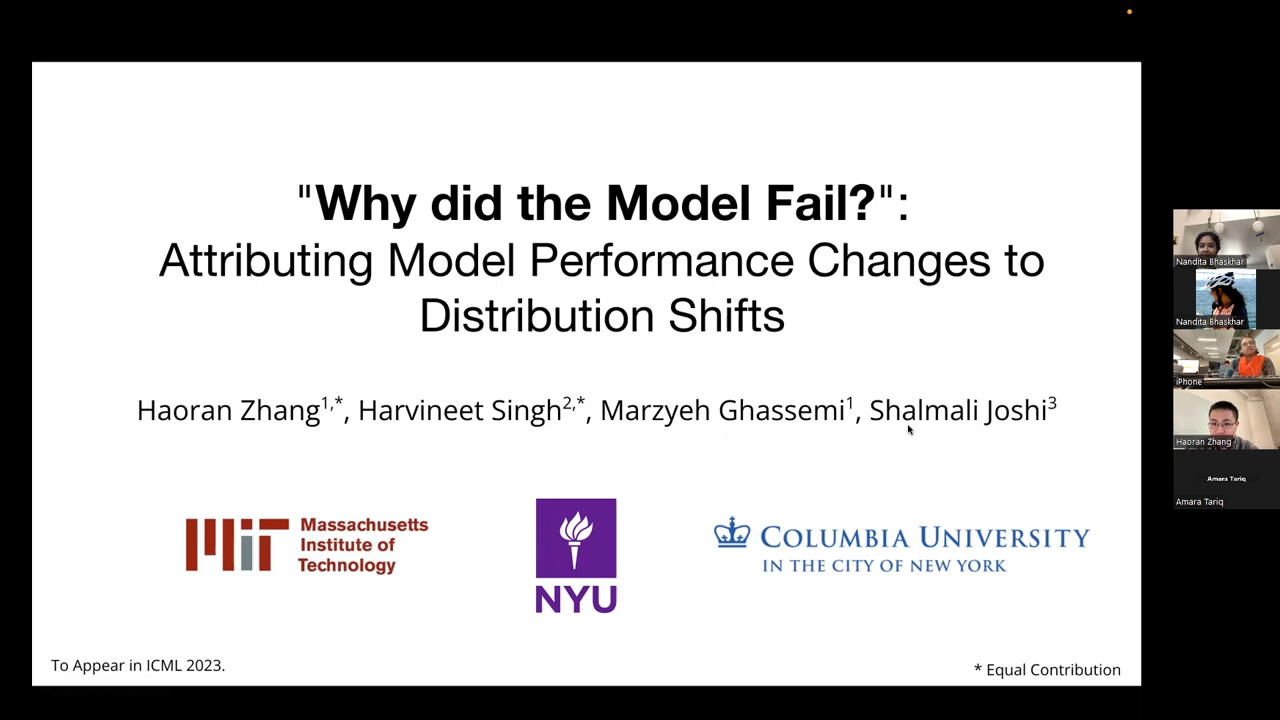 "Why did the Model Fail?":
Attributing Model Performance Changes to
Distribution Shifts
Haoran Zhang1,*, Harvineet Singh2,*, Marzyeh Ghassemi1, Shalmali Joshi3
Massachusetts
Institute of
Technology
NYU
COLUMBIA UNIVERSITY
IN THE CITY OF NEW YORK
To Appear in ICML 2023.
* Equal Contribution
Nandita Bhaskhar
Nandita Bhaskhar
iPhone
Haoran Zhang
Amara Tariq
Amara Tariq